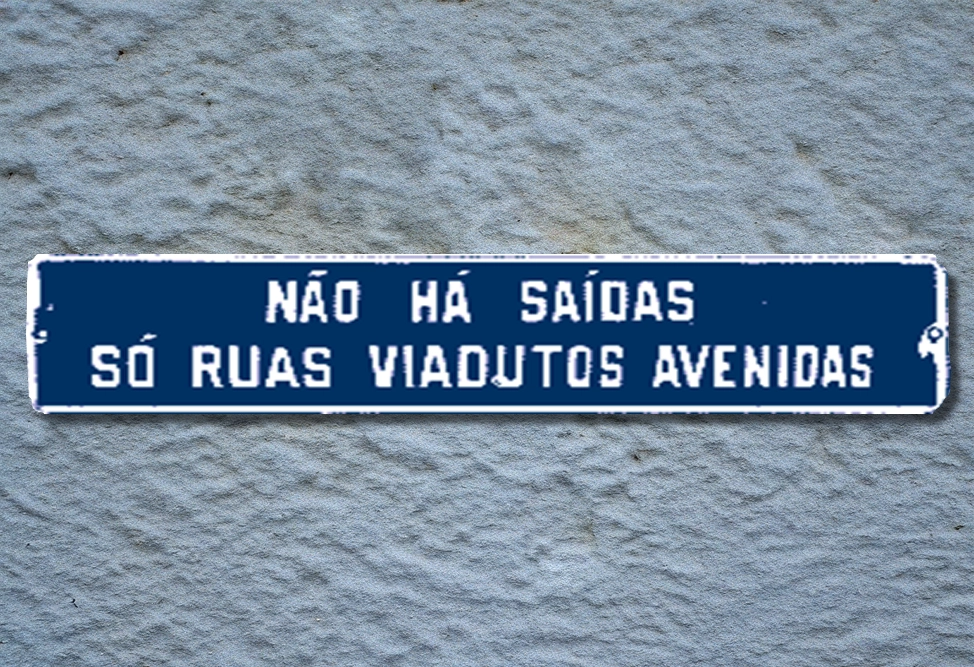 NÃO HÁ SAÍDAS
SÓ RUAS VIADUTOS AVENIDAS